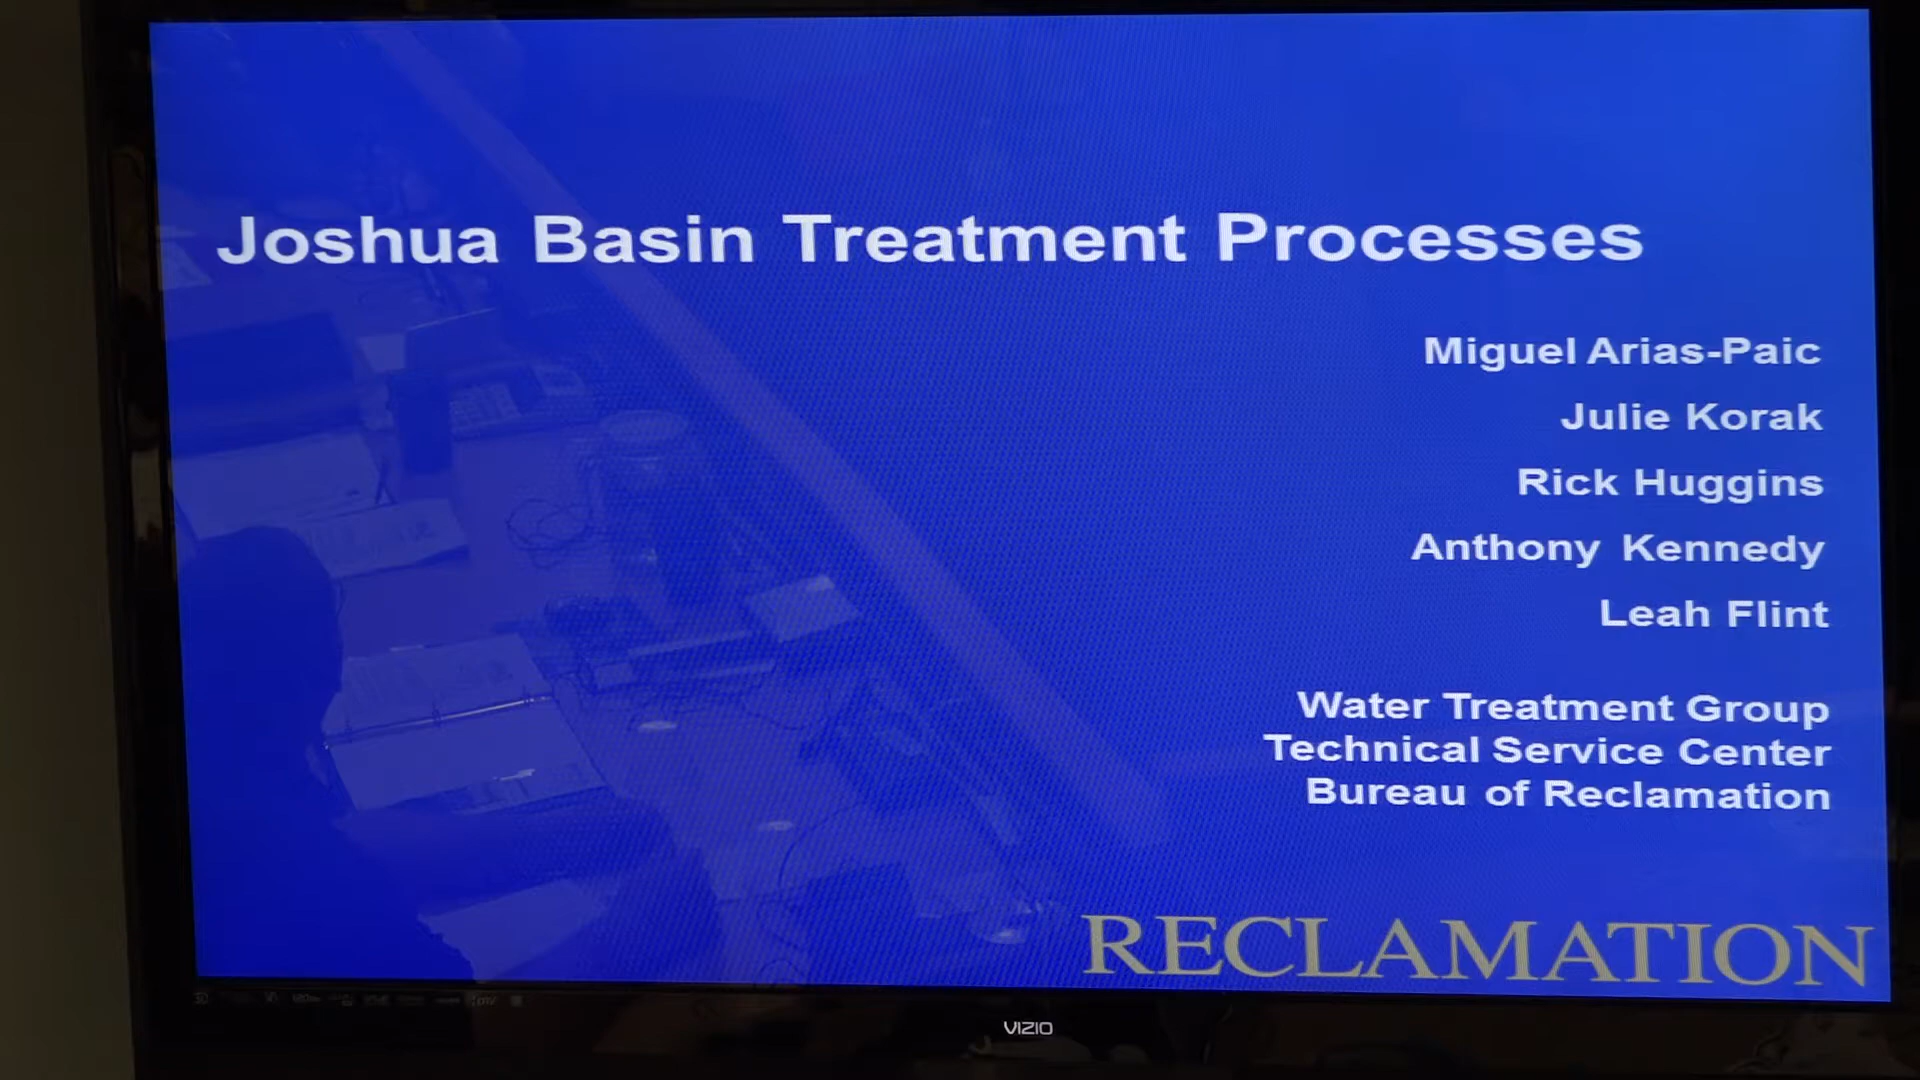 Joshua Basin Treatment Processes
Miguel Arias-Paic
Julie Korak
Rick Huggins
Anthony Kennedy
Leah Flint
Water Treatment Group
Technical Service Center
Bureau of Reclamation
RECLAMATION
VIZIO